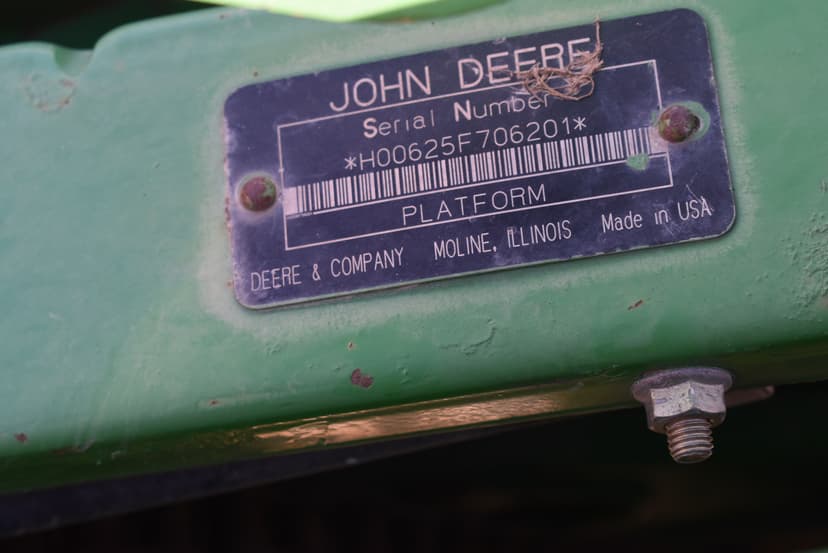 JOHN DEERE
Serial Number
*H00625F706201*
PLATFORM
DEERE & COMPANY MOLINE, ILLINOIS Made in USA